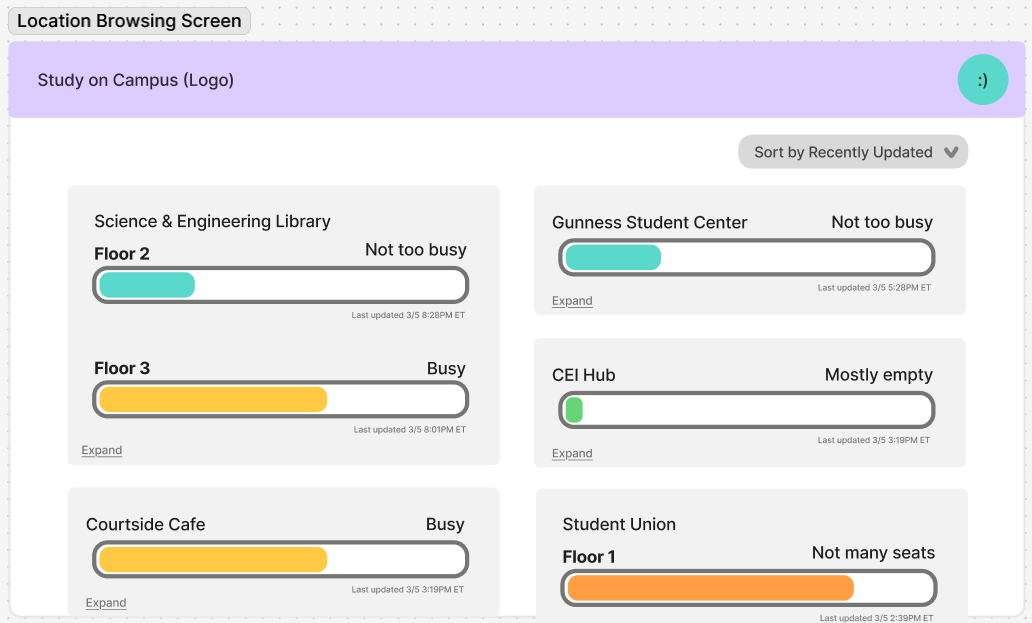 Location Browsing Screen
Study on Campus (Logo)
:)
Sort by Recently Updated
Science & Engineering Library
Floor 2
Not too busy
Last updated 3/5 8:28PM ET
Floor 3
Busy
Last updated 3/5 8:01PM ET
Expand
Gunness Student Center
Not too busy
Last updated 3/5 5:28PM ET
Expand
CEI Hub
Mostly empty
Last updated 3/5 3:19PM ET
Expand
Courtside Cafe
Busy
Last updated 3/5 3:19PM ET
Expand
Student Union
Floor 1
Not many seats
Last updated 3/5 2:39PM ET